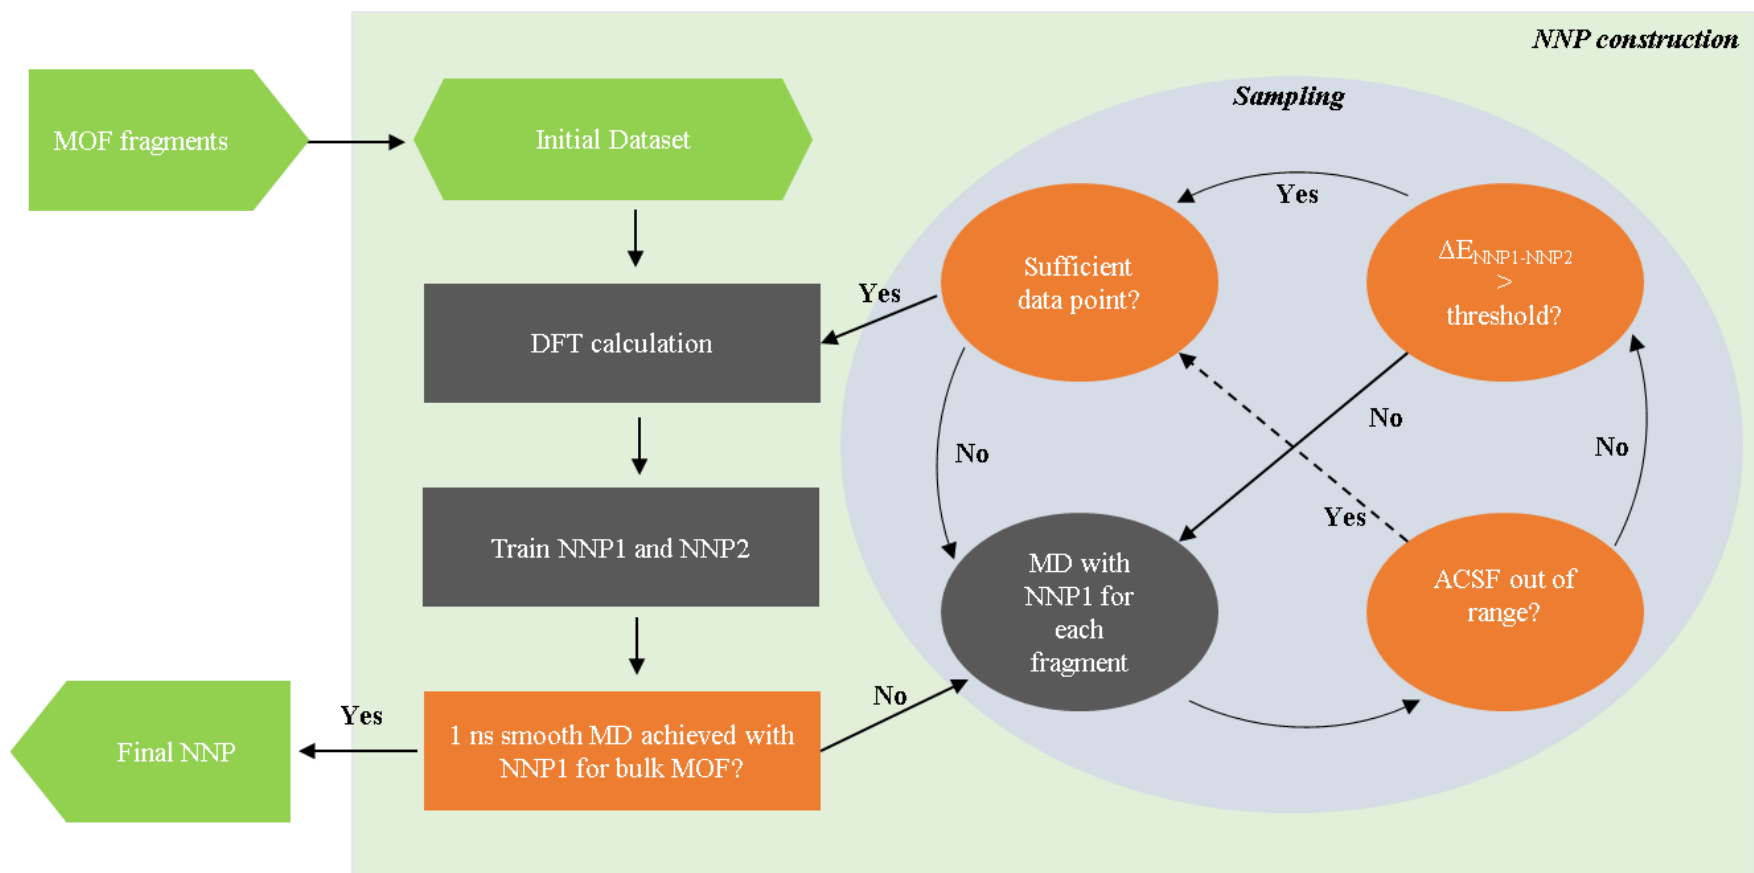 NNP construction
Sampling
MOF fragments
Initial Dataset
Yes
Sufficient
data point?
ΔE_NNP1-NNP2
>
threshold?
Yes
DFT calculation
No
No
No
Yes
Train NNP1 and NNP2
MD with
NNP1 for
each
fragment
ACSF out of
range?
No
Yes
1 ns smooth MD achieved with
NNP1 for bulk MOF?
Final NNP